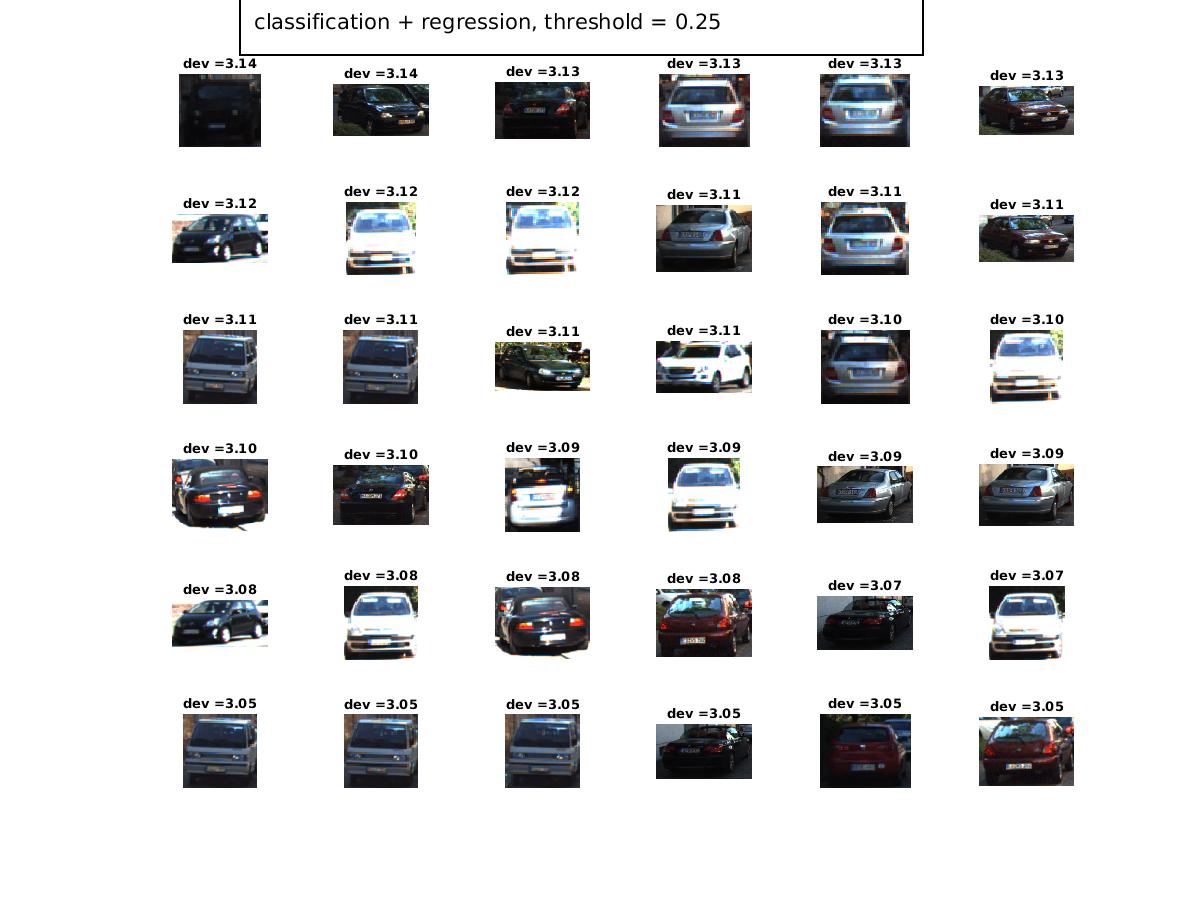 classification + regression, threshold = 0.25
dev =3.14
dev =3.14
dev =3.13
dev =3.13
dev =3.13
dev =3.13
dev =3.12
dev =3.12
dev =3.12
dev =3.11
dev =3.11
dev =3.11
dev =3.11
dev =3.11
dev =3.11
dev =3.11
dev =3.10
dev =3.10
dev =3.10
dev =3.10
dev =3.09
dev =3.09
dev =3.09
dev =3.09
dev =3.08
dev =3.08
dev =3.08
dev =3.08
dev =3.07
dev =3.07
dev =3.05
dev =3.05
dev =3.05
dev =3.05
dev =3.05
dev =3.05